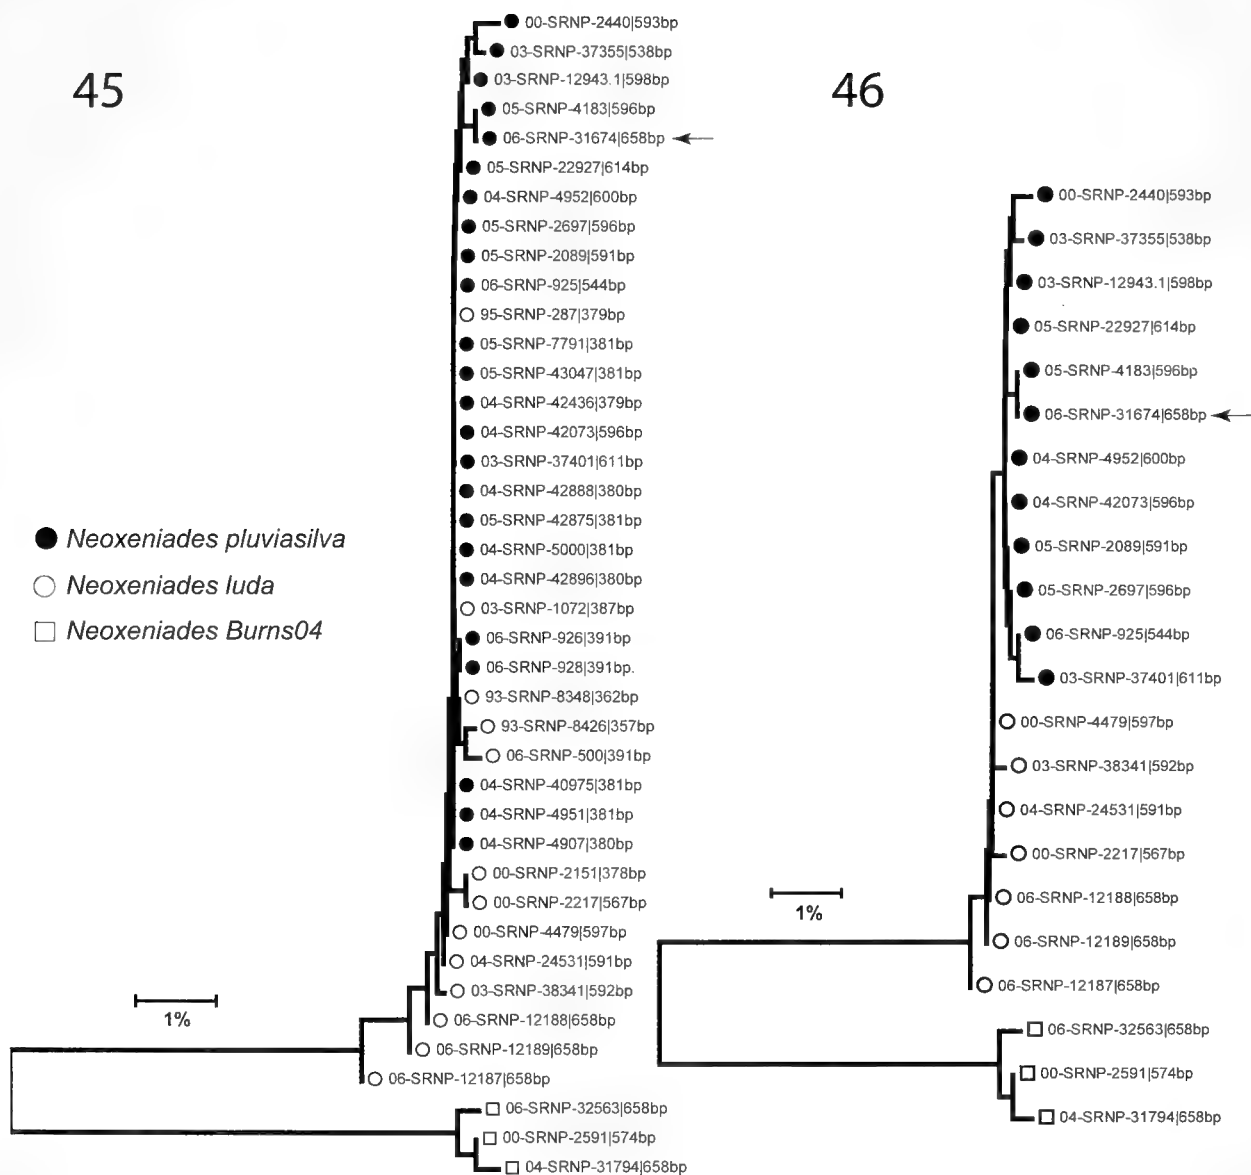 45
00-SRNP-2440|593bp
03-SRNP-37355|538bp
03-SRNP-12943.1|598bp
05-SRNP-4183|596bp
06-SRNP-31674|658bp
05-SRNP-22927|614bp
04-SRNP-4952|600bp
05-SRNP-2697|596bp
05-SRNP-2089|591bp
06-SRNP-925|544bp
95-SRNP-287|379bp
05-SRNP-7791|381bp
05-SRNP-43047|381bp
04-SRNP-42436|379bp
04-SRNP-42073|596bp
03-SRNP-37401|611bp
04-SRNP-42888|380bp
05-SRNP-42875|381bp
04-SRNP-5000|381bp
04-SRNP-42896|380bp
03-SRNP-1072|387bp
06-SRNP-926|391bp
06-SRNP-928|391bp.
93-SRNP-8348|362bp
93-SRNP-8426|357bp
06-SRNP-500|391bp
04-SRNP-40975|381bp
04-SRNP-4951|381bp
04-SRNP-4907|380bp
00-SRNP-2151|378bp
00-SRNP-2217|567bp
00-SRNP-4479|597bp
04-SRNP-24531|591bp
03-SRNP-38341|592bp
06-SRNP-12188|658bp
06-SRNP-12189|658bp
06-SRNP-12187|658bp
06-SRNP-32563|658bp
00-SRNP-2591|574bp
04-SRNP-31794|658bp
Neoxeniades pluviasilva
Neoxeniades luda
Neoxeniades Burns04
1%
46
00-SRNP-2440|593bp
03-SRNP-37355|538bp
03-SRNP-12943.1|598bp
05-SRNP-22927|614bp
05-SRNP-4183|596bp
06-SRNP-31674|658bp
04-SRNP-4952|600bp
04-SRNP-42073|596bp
05-SRNP-2089|591bp
05-SRNP-2697|596bp
06-SRNP-925|544bp
03-SRNP-37401|611bp
00-SRNP-4479|597bp
03-SRNP-38341|592bp
04-SRNP-24531|591bp
00-SRNP-2217|567bp
06-SRNP-12188|658bp
06-SRNP-12189|658bp
06-SRNP-12187|658bp
06-SRNP-32563|658bp
00-SRNP-2591|574bp
04-SRNP-31794|658bp
1%